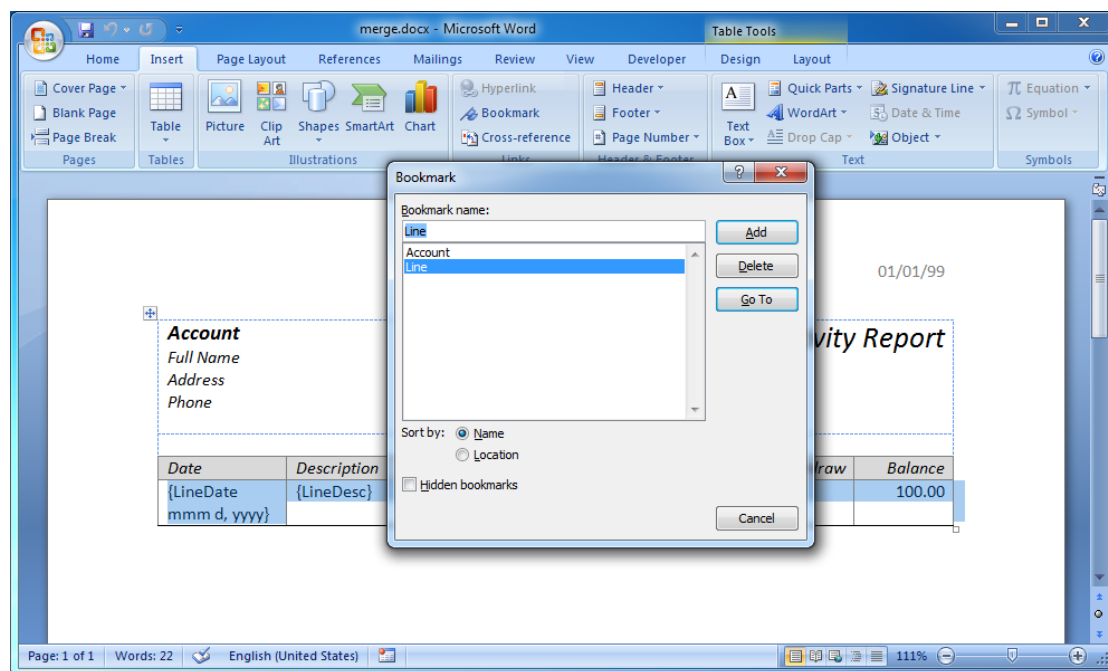 merge.docx - Microsoft Word
Table Tools
Home Insert Page Layout References Mailings Review View Developer Design Layout
Cover Page
Blank Page
Page Break
Pages
Table
Tables
Picture
Clip Art
Shapes
SmartArt
Chart
Illustrations
Hyperlink
Bookmark
Cross-reference
Links
Header
Footer
Page Number
Header & Footer
Text Box
Quick Parts
WordArt
Drop Cap
Signature Line
Date & Time
Object
Text
π Equation
Ω Symbol
Symbols
Bookmark
Bookmark name:
Line
Account
Line
Add
Delete
Go To
Sort by: Name
Location
Hidden bookmarks
Cancel
01/01/99
Account
Full Name
Address
Phone
vity Report
Date Description raw Balance
{LineDate {LineDesc} 100.00
mmm d, yyyy}
Page: 1 of 1 Words: 22 English (United States) 111%